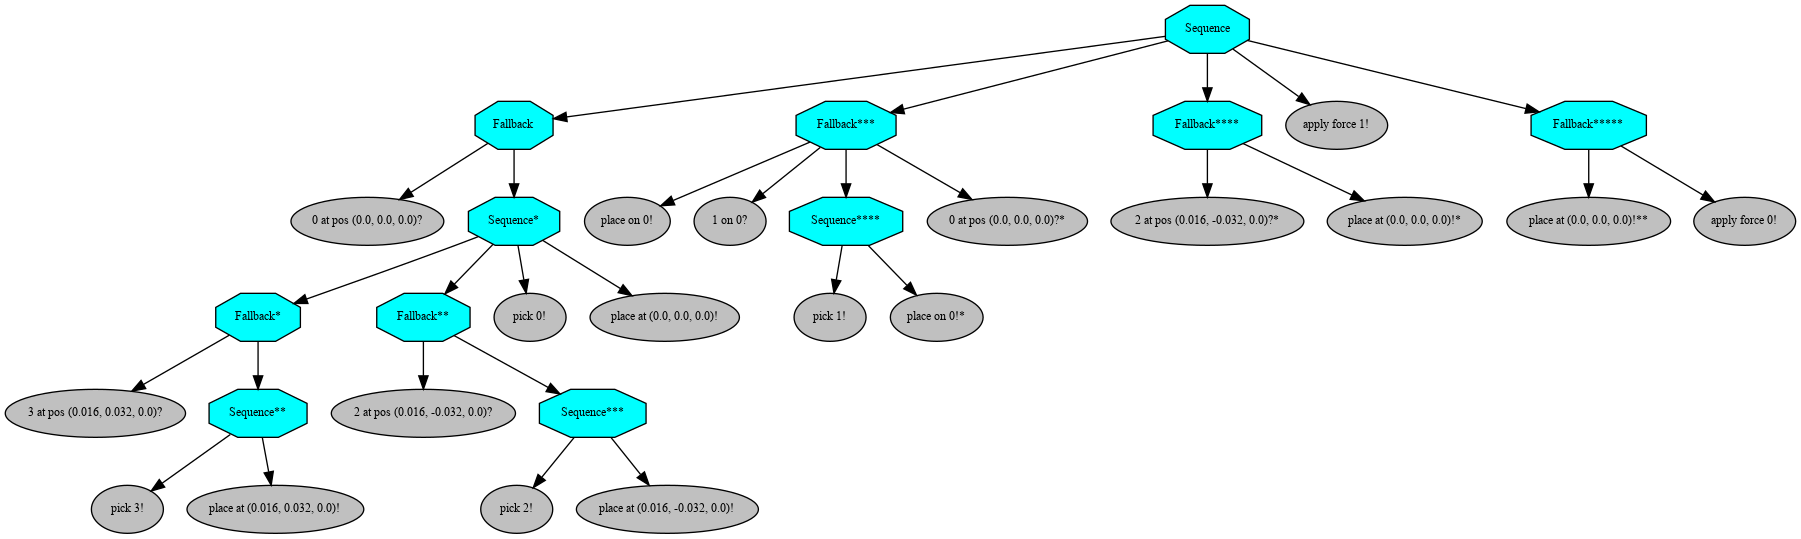 Sequence
Fallback
Fallback***
Fallback****
apply force 1!
Fallback*****
0 at pos (0.0, 0.0, 0.0)?
Sequence*
place on 0!
1 on 0?
Sequence****
0 at pos (0.0, 0.0, 0.0)?*
2 at pos (0.016, -0.032, 0.0)?*
place at (0.0, 0.0, 0.0)!*
place at (0.0, 0.0, 0.0)!**
apply force 0!
Fallback*
Fallback**
pick 0!
place at (0.0, 0.0, 0.0)!
pick 1!
place on 0!*
3 at pos (0.016, 0.032, 0.0)?
Sequence**
2 at pos (0.016, -0.032, 0.0)?
Sequence***
pick 3!
place at (0.016, 0.032, 0.0)!
pick 2!
place at (0.016, -0.032, 0.0)!